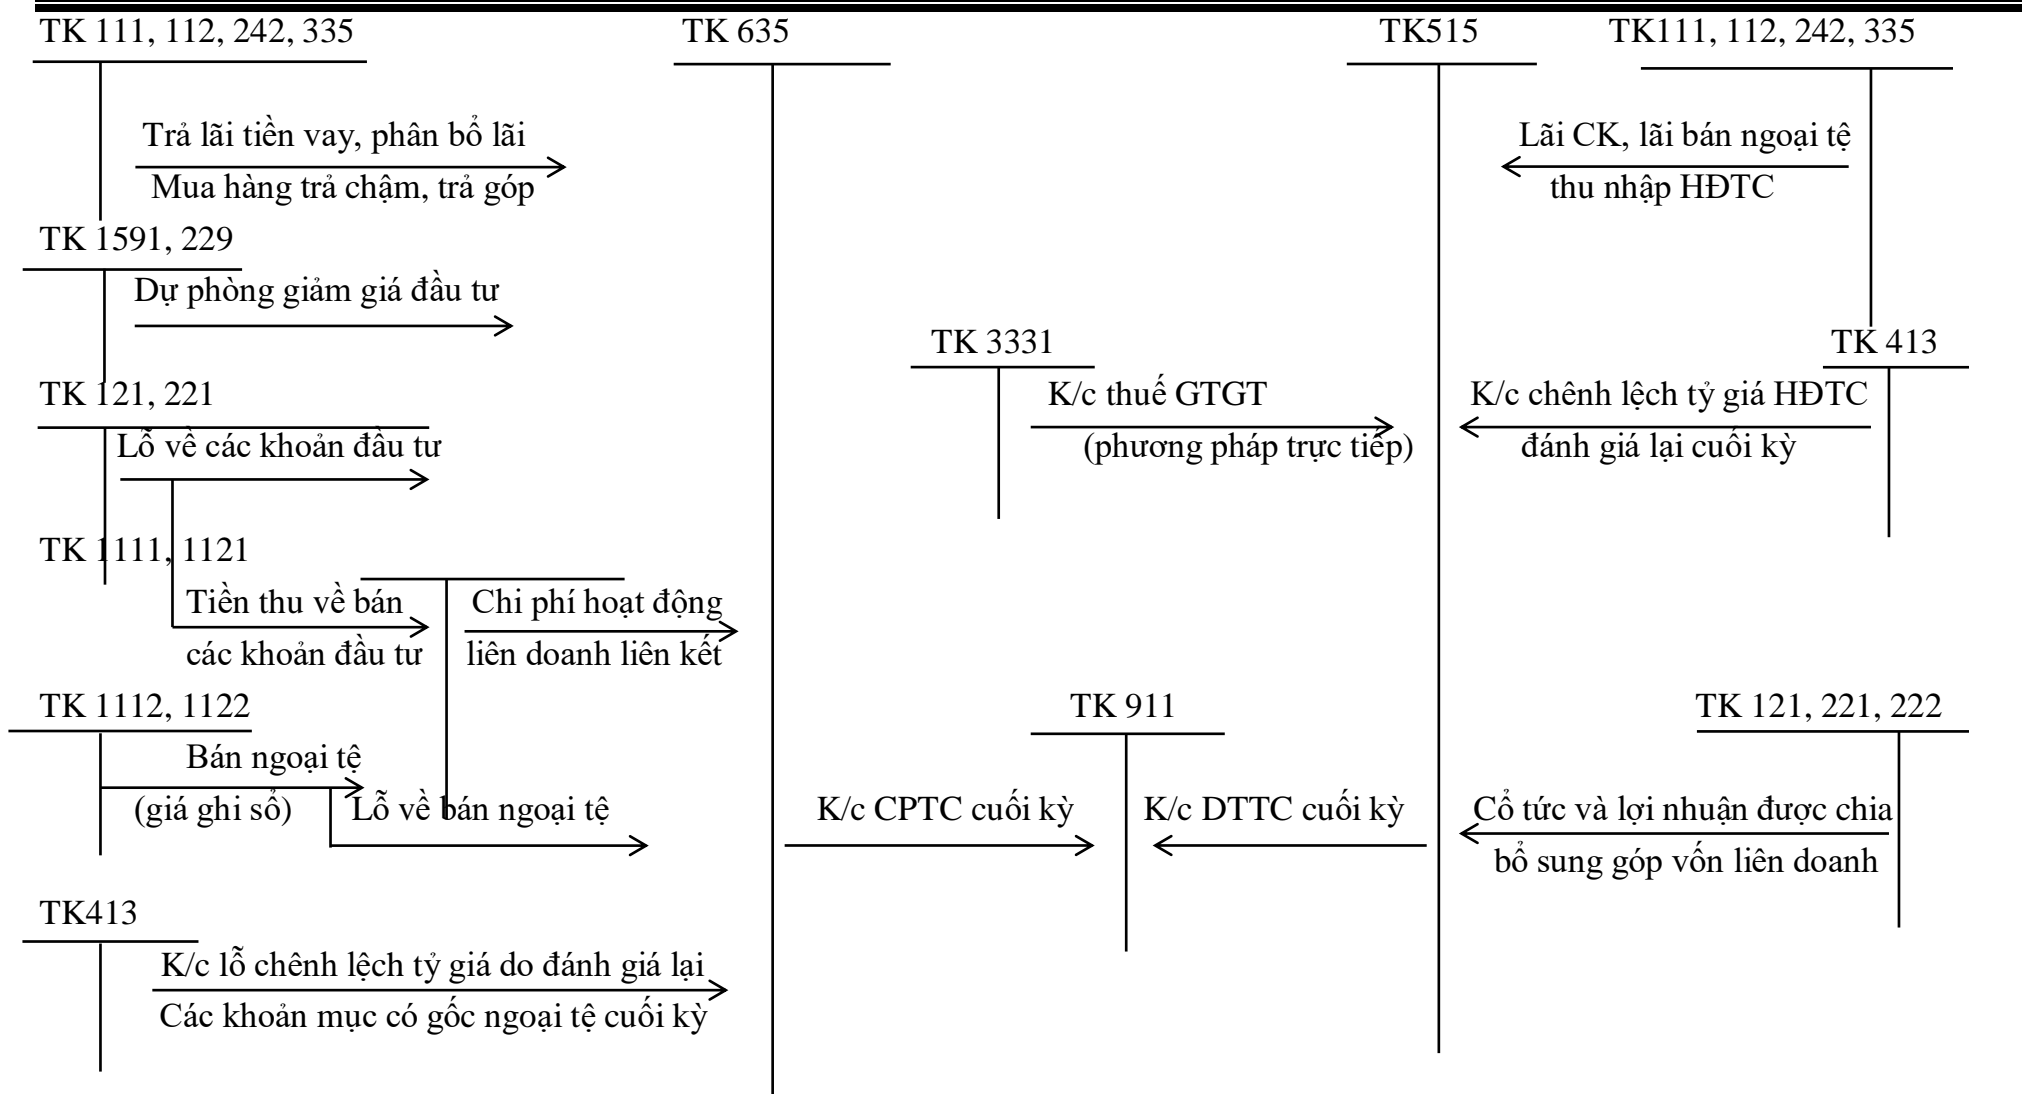 TK 111, 112, 242, 335
TK 635
TK515
TK111, 112, 242, 335
Trả lãi tiền vay, phân bổ lãi
Mua hàng trả chậm, trả góp
Lãi CK, lãi bán ngoại tệ
thu nhập HĐTC
TK 1591, 229
Dự phòng giảm giá đầu tư
TK 3331
TK 413
TK 121, 221
K/c thuế GTGT
(phương pháp trực tiếp)
K/c chênh lệch tỷ giá HĐTC
đánh giá lại cuối kỳ
Lỗ về các khoản đầu tư
TK 1111, 1121
Tiền thu về bán
các khoản đầu tư
Chi phí hoạt động
liên doanh liên kết
TK 1112, 1122
TK 911
TK 121, 221, 222
Bán ngoại tệ
(giá ghi sổ)
Lỗ về bán ngoại tệ
K/c CPTC cuối kỳ
K/c DTTC cuối kỳ
Cổ tức và lợi nhuận được chia
bổ sung góp vốn liên doanh
TK413
K/c lỗ chênh lệch tỷ giá do đánh giá lại
Các khoản mục có gốc ngoại tệ cuối kỳ